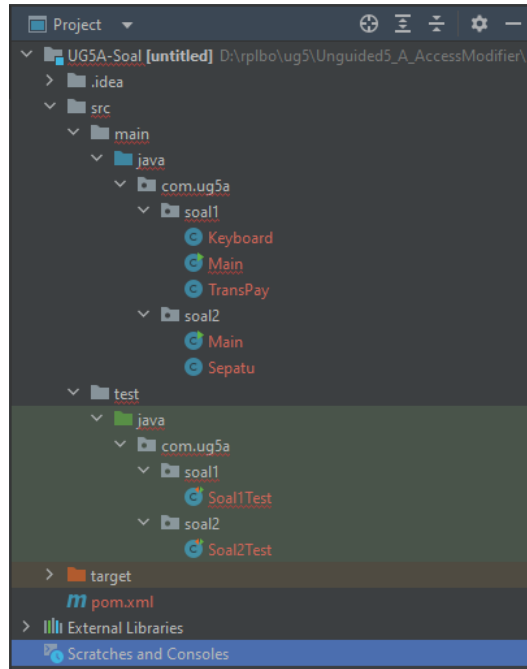 Project
UG5A-Soal [untitled] D:\rplbo\ug5\Unguided5_A_AccessModifier\
.idea
src
main
java
com.ug5a
soal1
Keyboard
Main
TransPay
soal2
Main
Sepatu
test
java
com.ug5a
soal1
Soal1Test
soal2
Soal2Test
target
m pom.xml
External Libraries
Scratches and Consoles